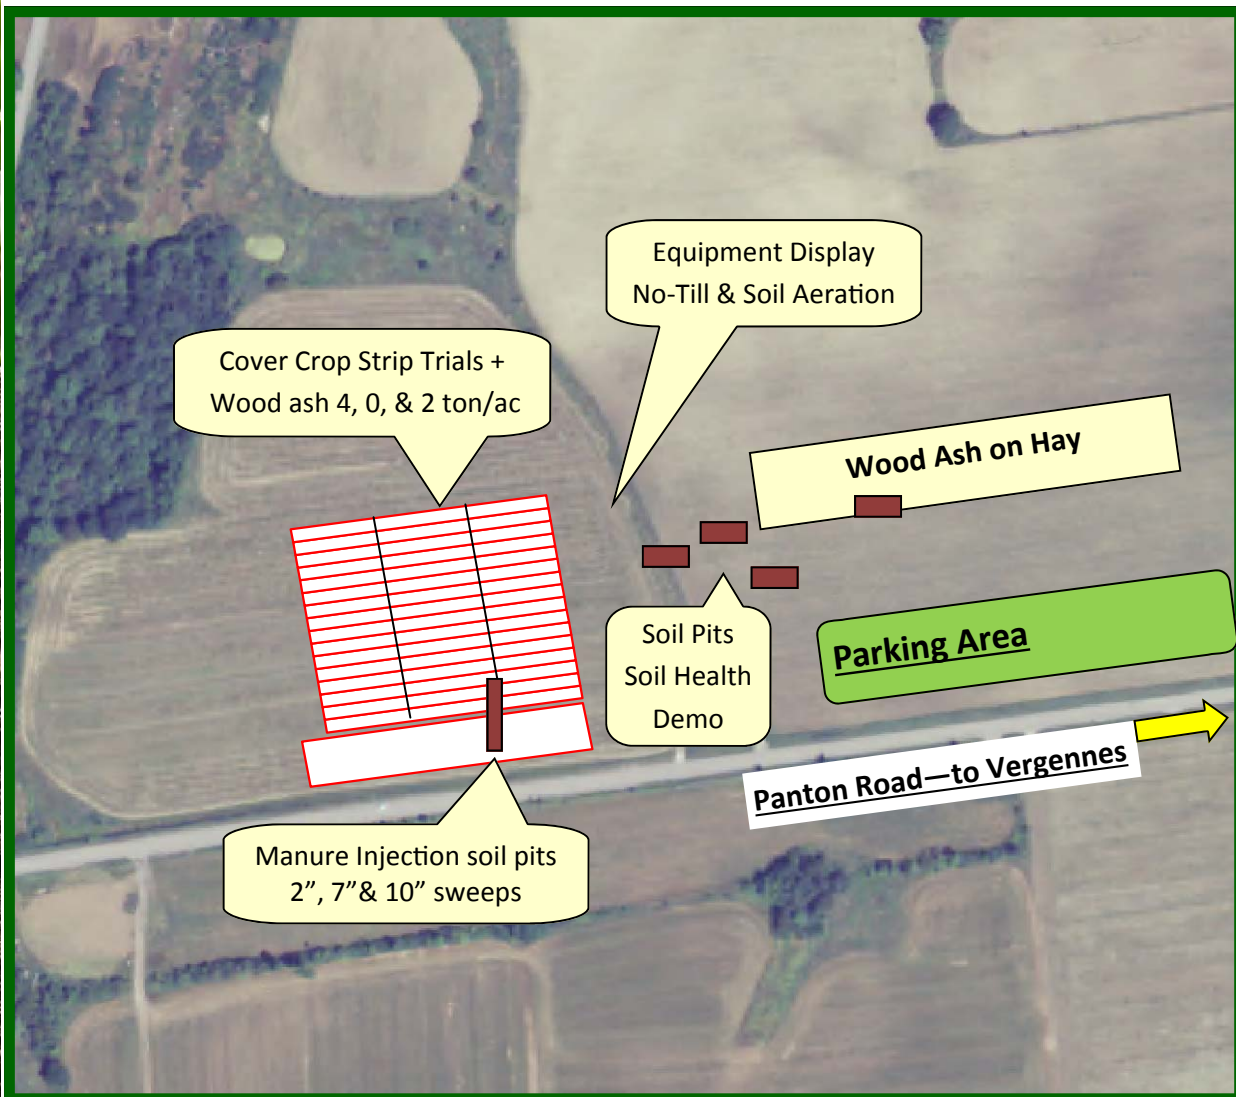 Equipment Display
No-Till & Soil Aeration
Cover Crop Strip Trials +
Wood ash 4, 0, & 2 ton/ac
Wood Ash on Hay
Soil Pits
Soil Health
Demo
Parking Area
Panton Road—to Vergennes
Manure Injection soil pits
2”, 7”& 10” sweeps